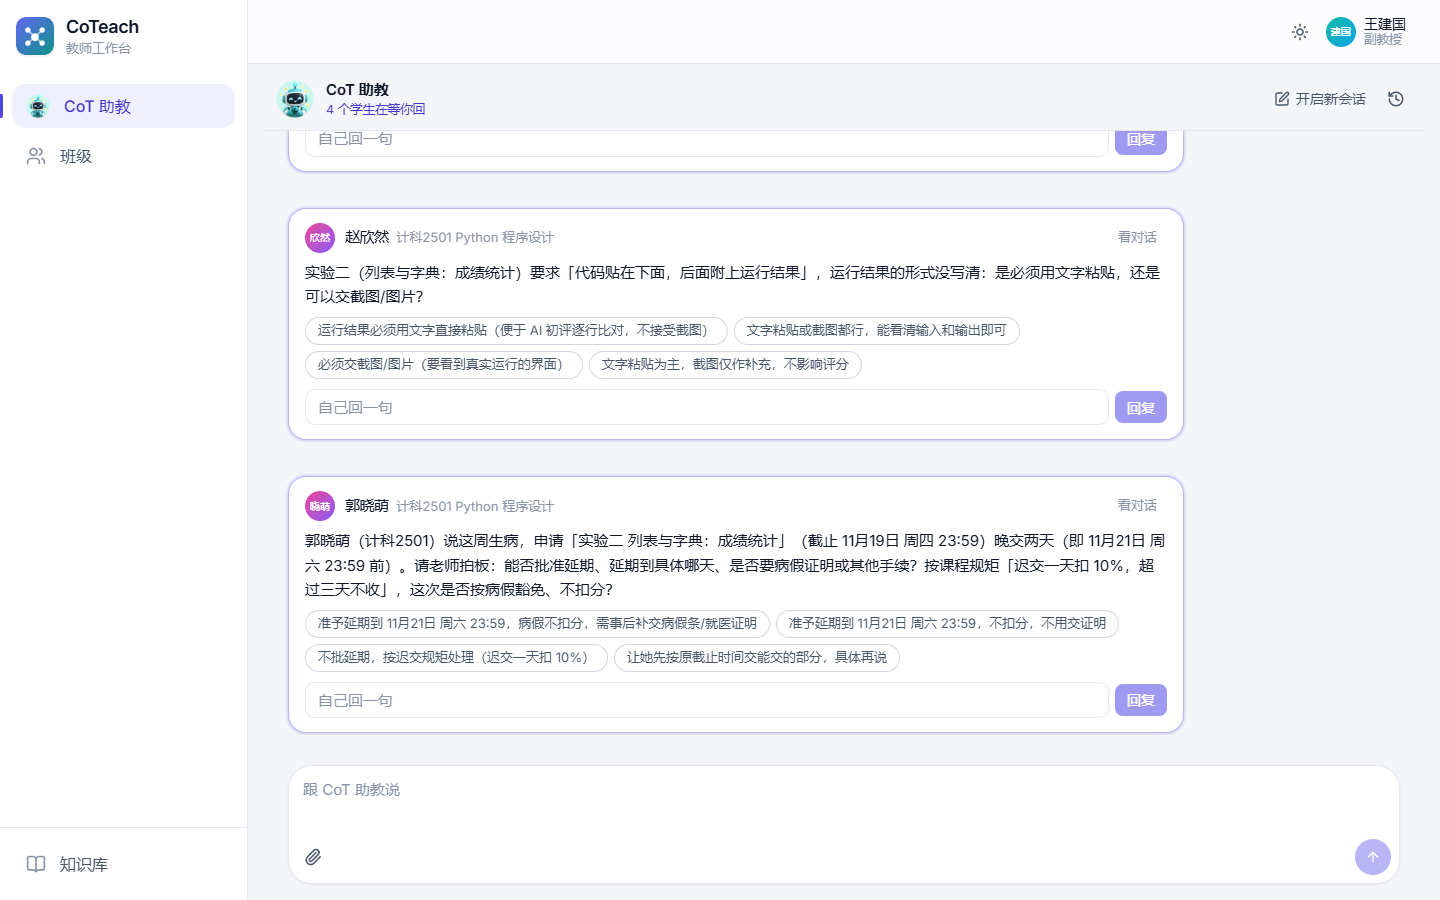 CoTeach
教师工作台
CoT 助教
班级
知识库
建国
王建国
副教授
CoT 助教
4 个学生在等你回
开启新会话
自己回一句
回复
欣然
赵欣然 计科2501 Python 程序设计
看对话
实验二（列表与字典：成绩统计）要求「代码贴在下面，后面附上运行结果」，运行结果的形式没写清：是必须用文字粘贴，还是
可以交截图/图片？
运行结果必须用文字直接粘贴（便于 AI 初评逐行比对，不接受截图）
文字粘贴或截图都行，能看清输入和输出即可
必须交截图/图片（要看到真实运行的界面）
文字粘贴为主，截图仅作补充，不影响评分
自己回一句
回复
晓萌
郭晓萌 计科2501 Python 程序设计
看对话
郭晓萌（计科2501）说这周生病，申请「实验二 列表与字典：成绩统计」（截止 11月19日 周四 23:59）晚交两天（即 11月21日 周
六 23:59 前）。请老师拍板：能否批准延期、延期到具体哪天、是否要病假证明或其他手续？按课程规矩「迟交一天扣 10%，超
过三天不收」，这次是否按病假豁免、不扣分？
准予延期到 11月21日 周六 23:59，病假不扣分，需事后补交病假条/就医证明
准予延期到 11月21日 周六 23:59，不扣分，不用交证明
不批延期，按迟交规矩处理（迟交一天扣 10%）
让她先按原截止时间交能交的部分，具体再说
自己回一句
回复
跟 CoT 助教说